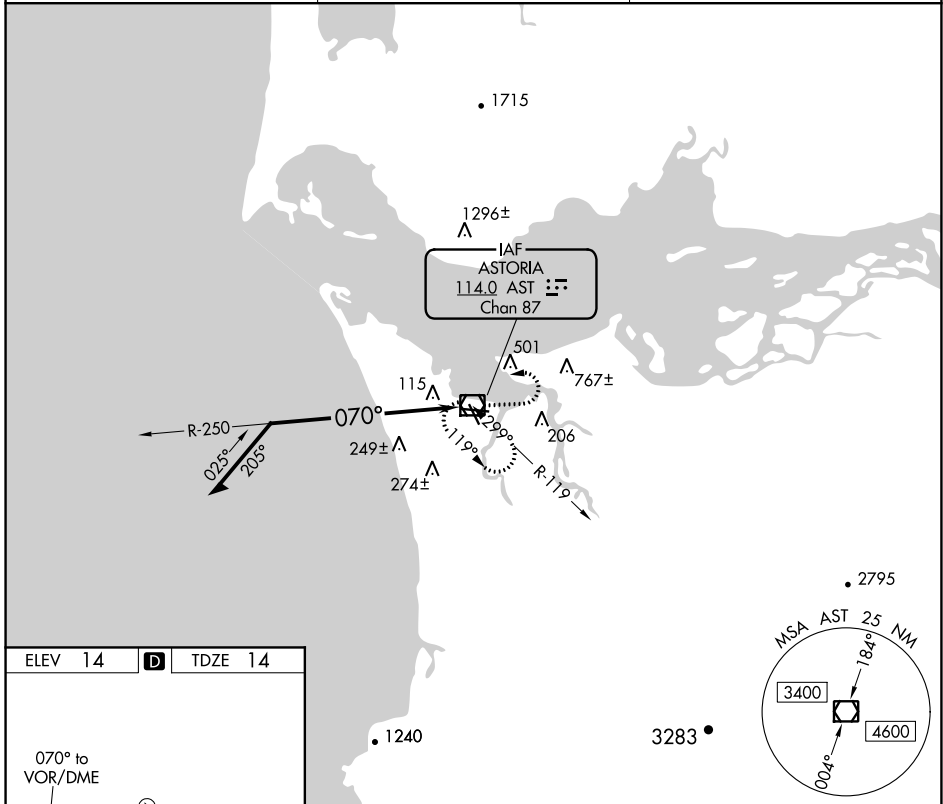 1715
1296±
IAF
ASTORIA
114.0 AST
Chan 87
501
767±
115
070°
R-250
299°
206
025°
205°
249±
119°
274±
R-119
2795
MSA AST 25 NM
184°
3400
4600
004°
3283
1240
ELEV 14 D TDZE 14
070° to
VOR/DME